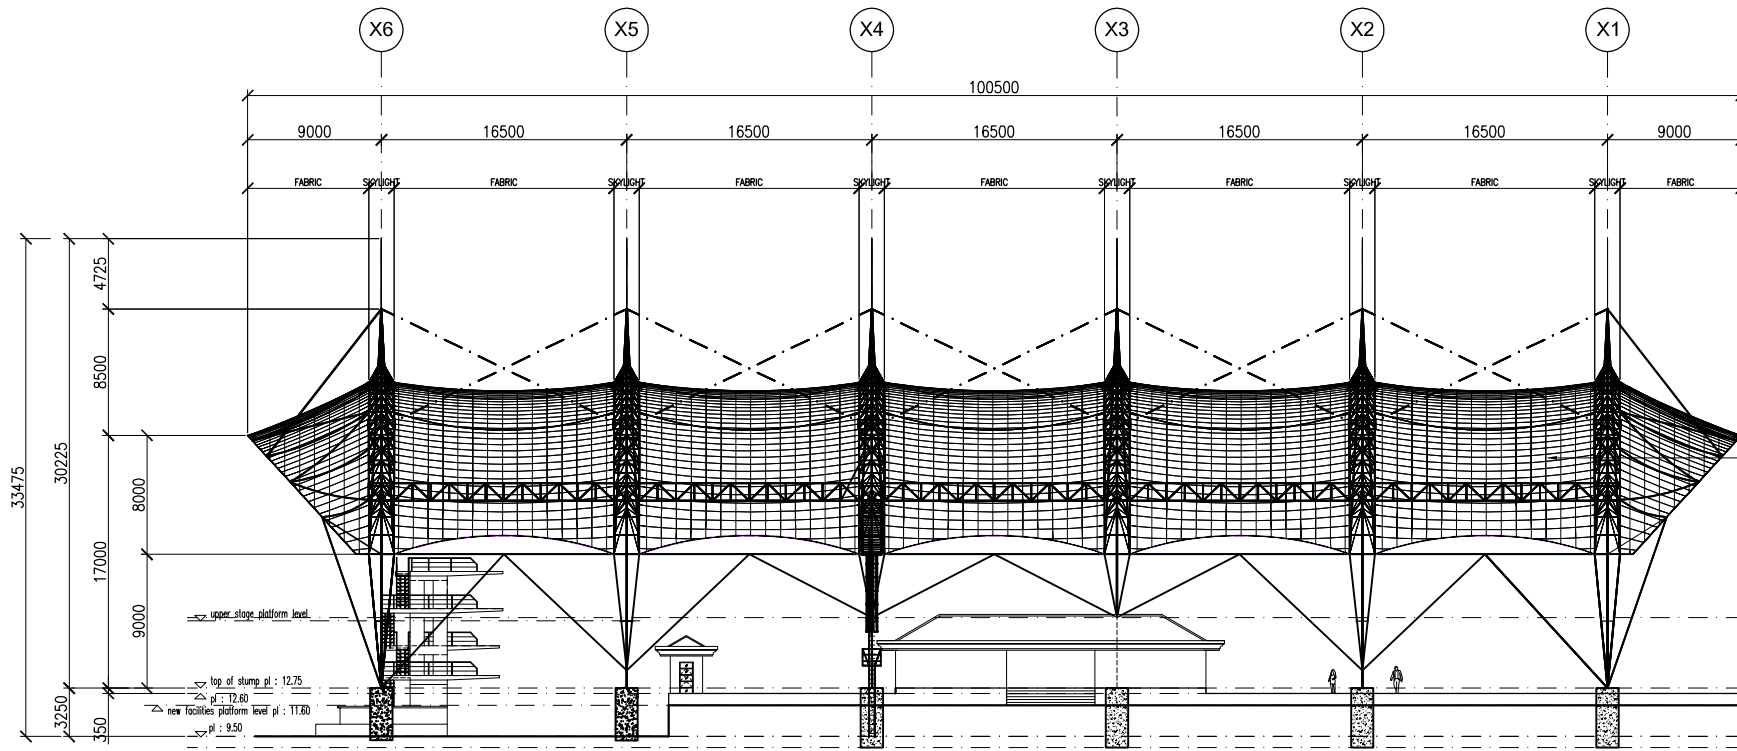 X6 X5 X4 X3 X2 X1
100500
9000 16500 16500 16500 16500 16500 9000
FABRIC SKYLIGHT FABRIC SKYLIGHT FABRIC SKYLIGHT FABRIC SKYLIGHT FABRIC SKYLIGHT FABRIC SKYLIGHT FABRIC
4725
8500
33475
30225
8000
17000
9000
upper stage platform level
top of stump pl : 12.75
pl : 12.60
new facilities platform level pl : 11.60
pl : 9.50
3250
350